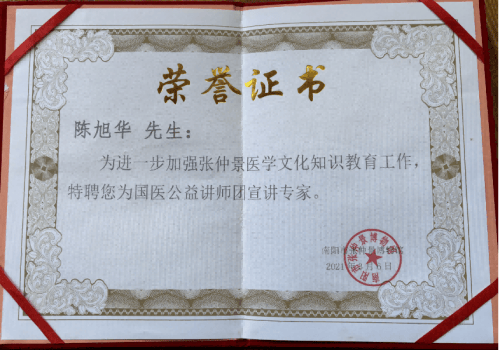 荣誉证书
陈旭华 先生：
为进一步加强张仲景医学文化知识教育工作，
特聘您为国医公益讲师团宣讲专家。